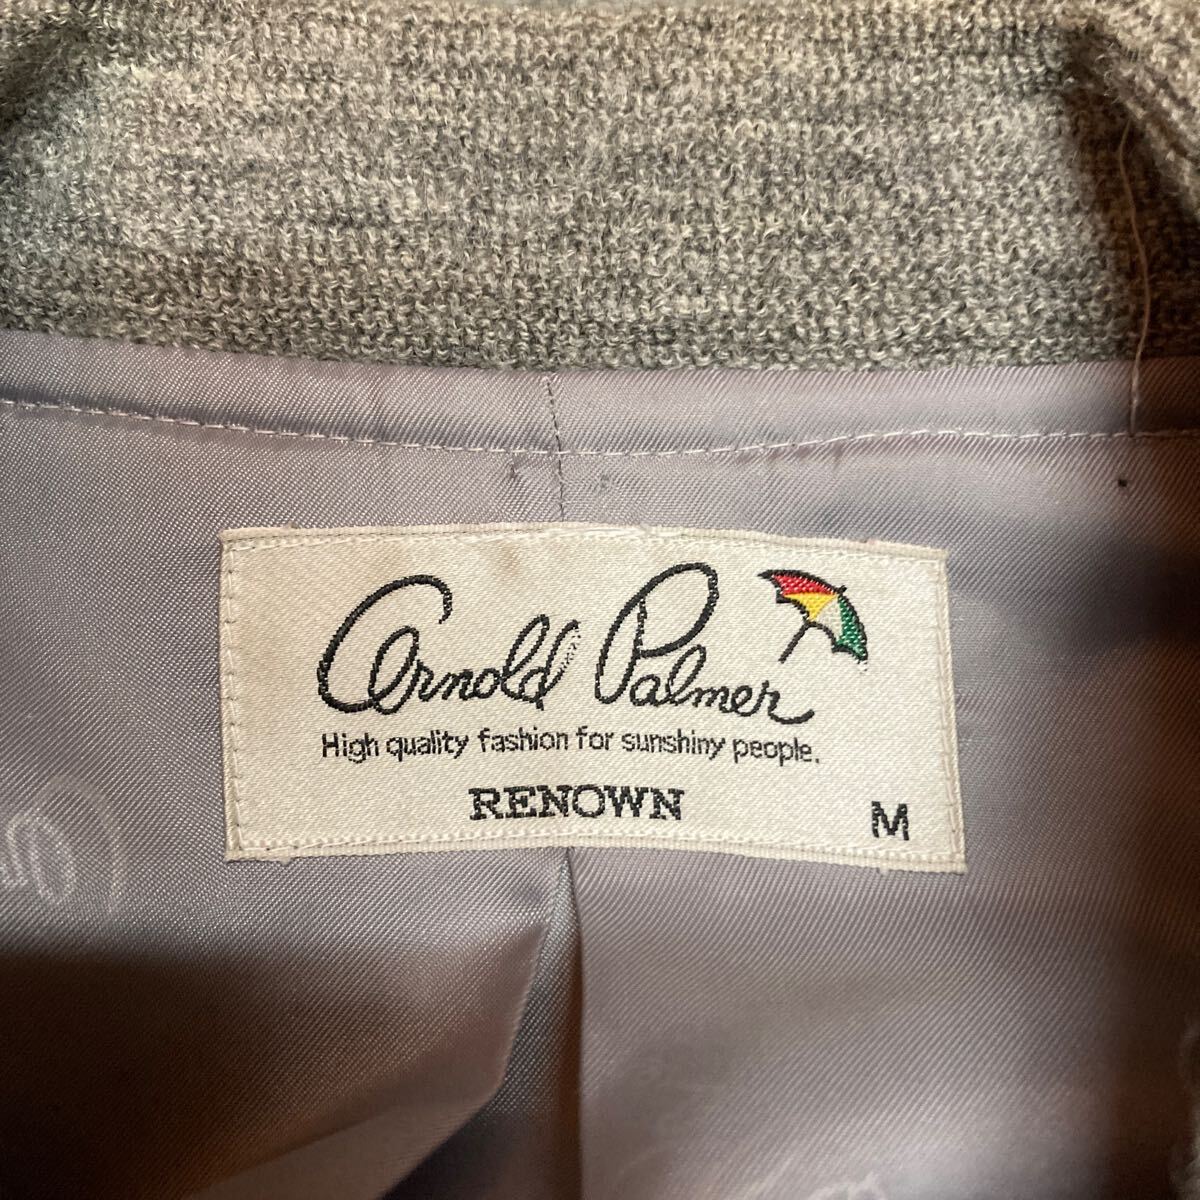 Arnold Palmer
High quality fashion for sunshiny people.
RENOWN
M